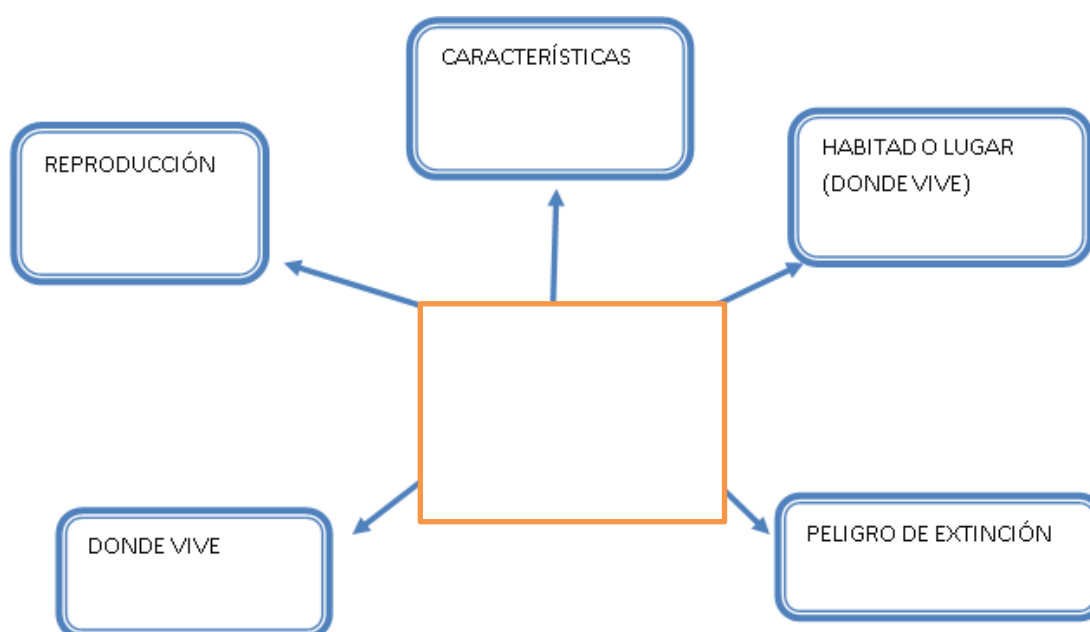 CARACTERÍSTICAS
REPRODUCCIÓN
HABITAD O LUGAR
(DONDE VIVE)
DONDE VIVE
PELIGRO DE EXTINCIÓN